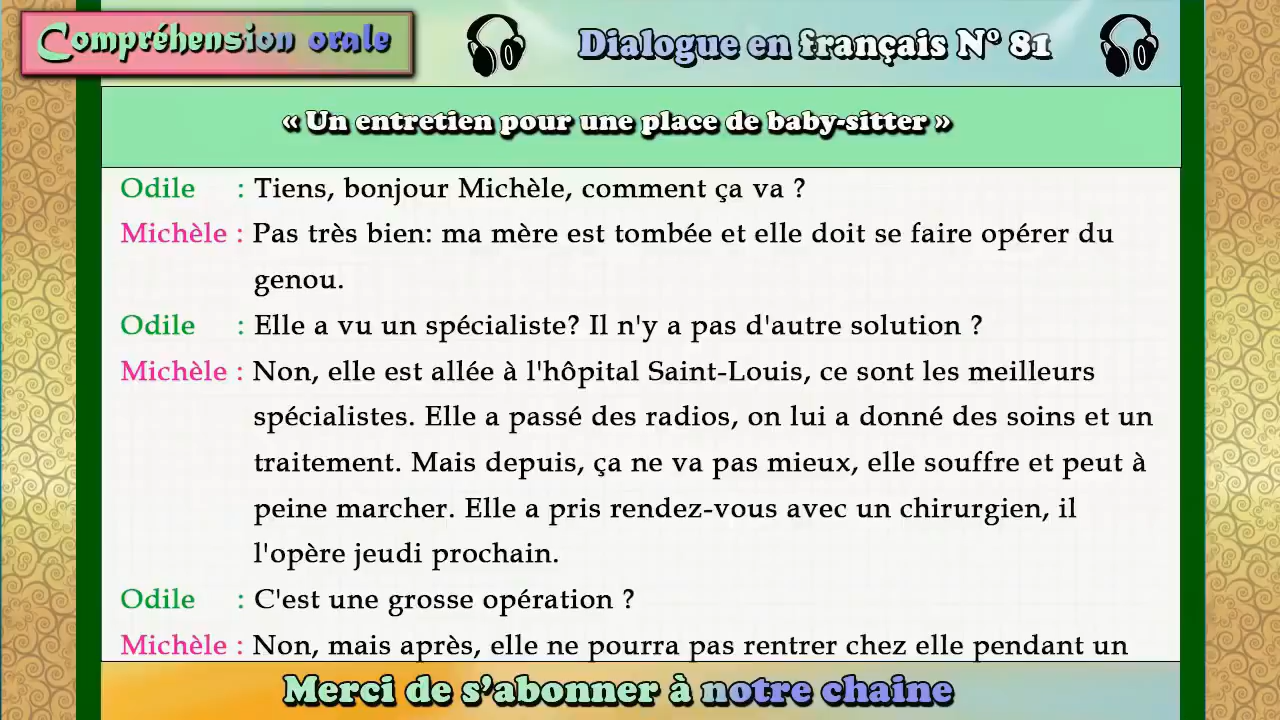 Compréhension orale
Dialogue en français N° 81
« Un entretien pour une place de baby-sitter »
Odile : Tiens, bonjour Michèle, comment ça va ?
Michèle : Pas très bien: ma mère est tombée et elle doit se faire opérer du
genou.
Odile : Elle a vu un spécialiste? Il n'y a pas d'autre solution ?
Michèle : Non, elle est allée à l'hôpital Saint-Louis, ce sont les meilleurs
spécialistes. Elle a passé des radios, on lui a donné des soins et un
traitement. Mais depuis, ça ne va pas mieux, elle souffre et peut à
peine marcher. Elle a pris rendez-vous avec un chirurgien, il
l'opère jeudi prochain.
Odile : C'est une grosse opération ?
Michèle : Non, mais après, elle ne pourra pas rentrer chez elle pendant un
Merci de s’abonner à notre chaine